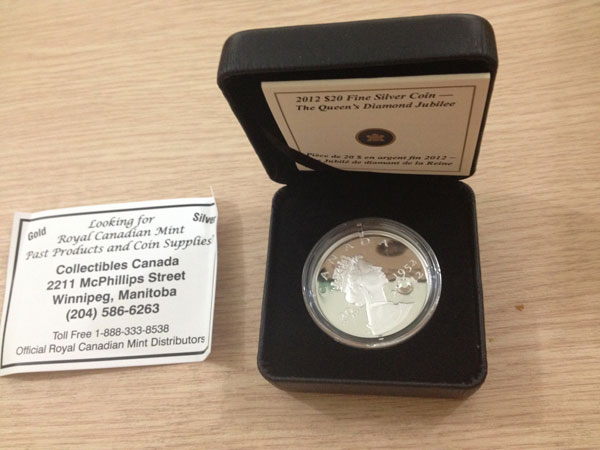 2012 $20 Fine Silver Coin —
The Queen's Diamond Jubilee
Pièce de 20 $ en argent fin 2012 –
Jubilé de diamant de la Reine
CANADA
1952
Gold
Silver
Looking for
Royal Canadian Mint
Past Products and Coin Supplies
Collectibles Canada
2211 McPhillips Street
Winnipeg, Manitoba
(204) 586-6263
Toll Free 1-888-333-8538
Official Royal Canadian Mint Distributors